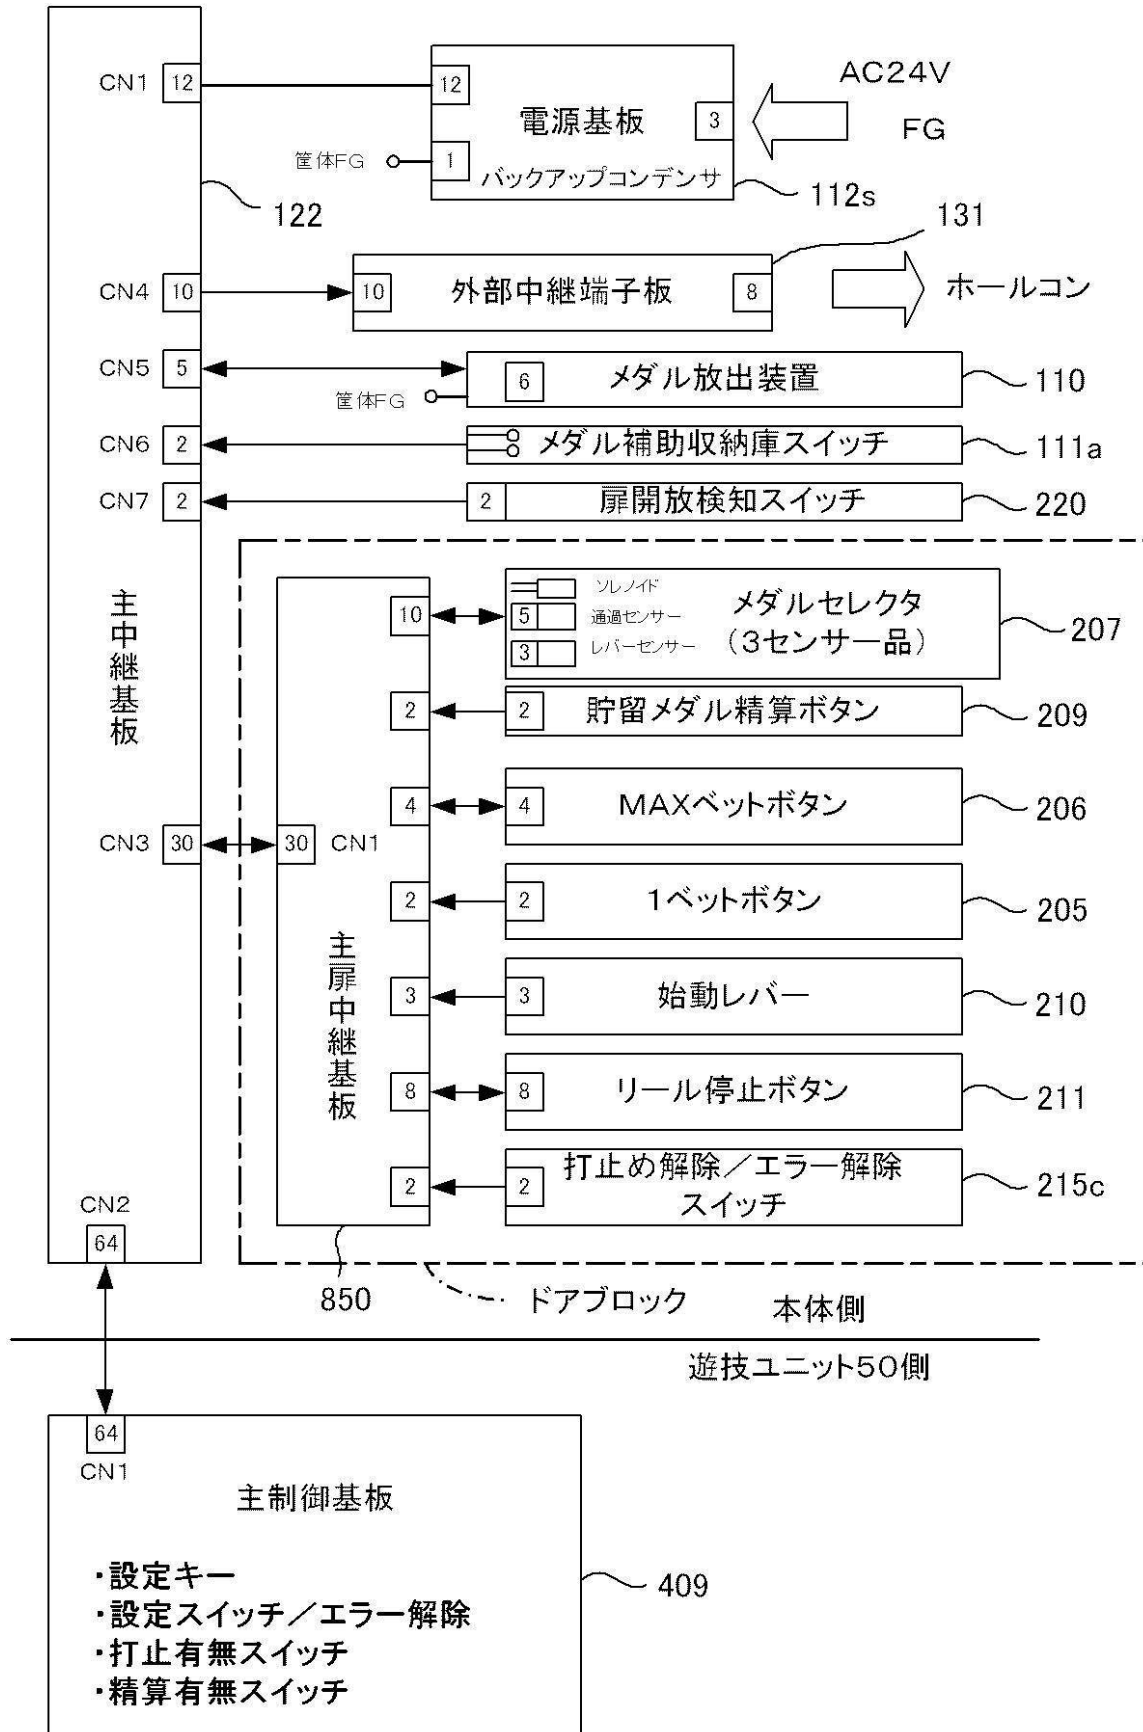 CN1
12
12
電源基板
3
AC24V
FG
筐体FG
1
バックアップコンデンサ
112s
122
131
CN4
10
10
外部中継端子板
8
ホールコン
CN5
5
6
メダル放出装置
110
筐体FG
CN6
2
メダル補助収納庫スイッチ
111a
CN7
2
2
扉開放検知スイッチ
220
主中継基板
10
ソレノイド
5
通過センサー
3
レバーセンサー
メダルセレクタ
(3センサー品)
207
2
2
貯留メダル精算ボタン
209
4
4
MAXベットボタン
206
CN3
30
30
CN1
2
2
1ベットボタン
205
主扉中継基板
3
3
始動レバー
210
8
8
リール停止ボタン
211
2
2
打止め解除/エラー解除
スイッチ
215c
CN2
64
850
ドアブロック
本体側
遊技ユニット50側
64
CN1
主制御基板
・設定キー
・設定スイッチ/エラー解除
・打止有無スイッチ
・精算有無スイッチ
409